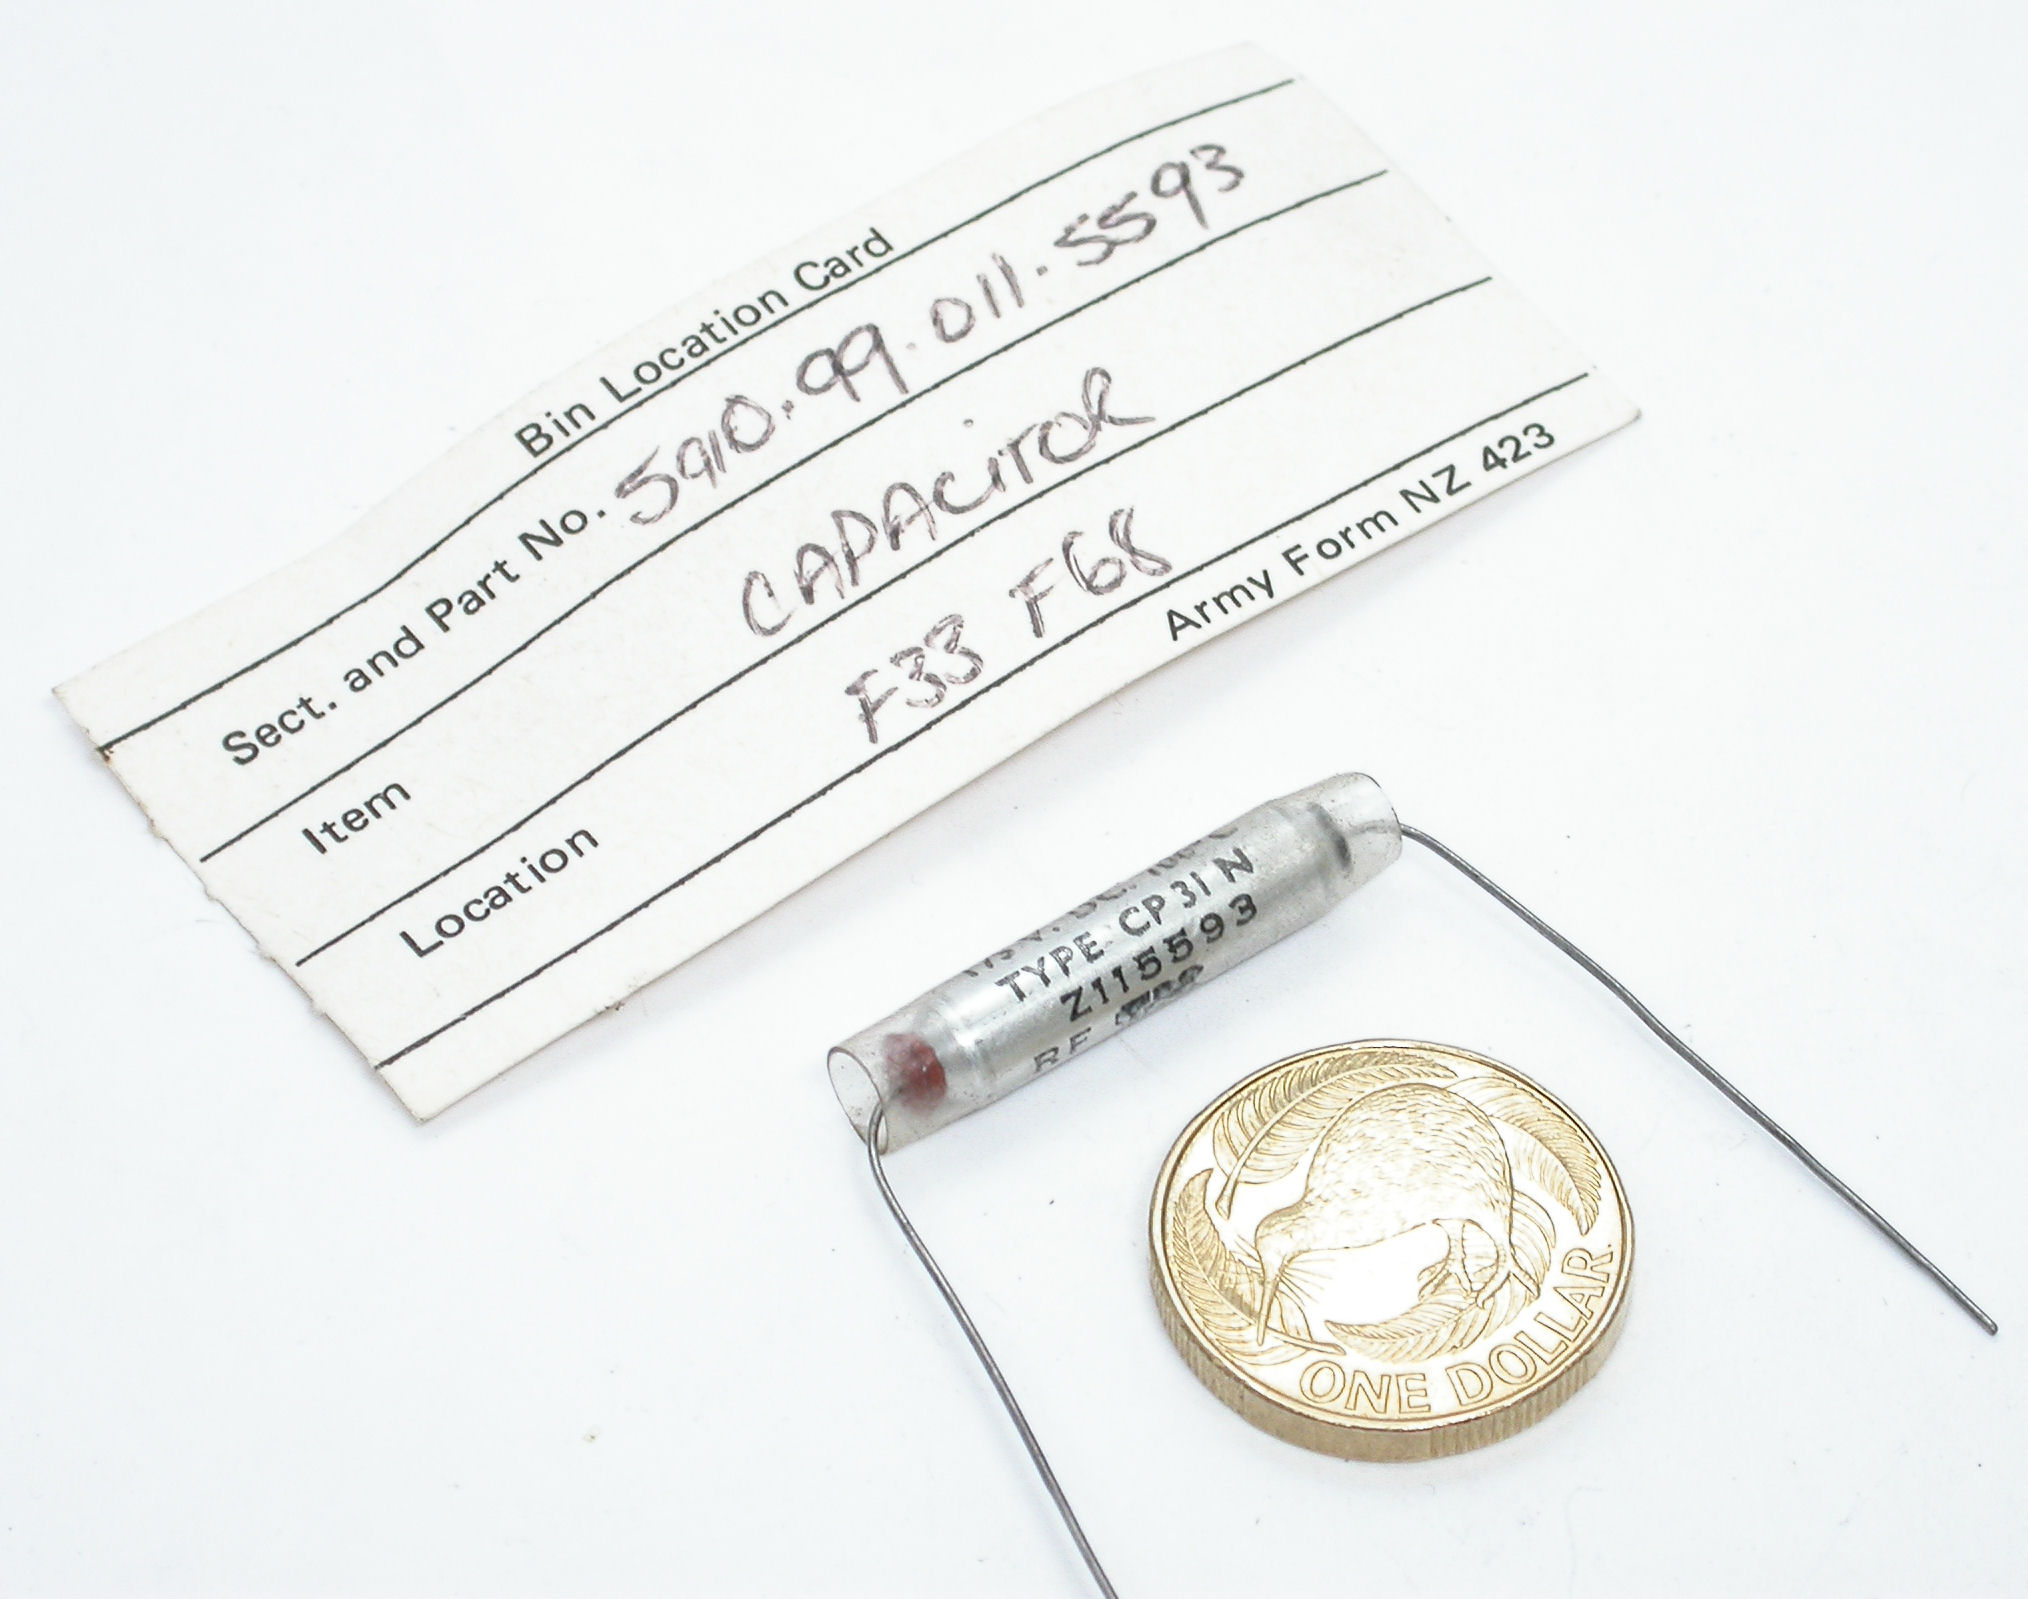 Bin Location Card
Sect. and Part No. 5910.99.011.5593
Item CAPACITOR
Location F33 F68
Army Form NZ 423
TYPE CP31N
Z115593
ONE DOLLAR